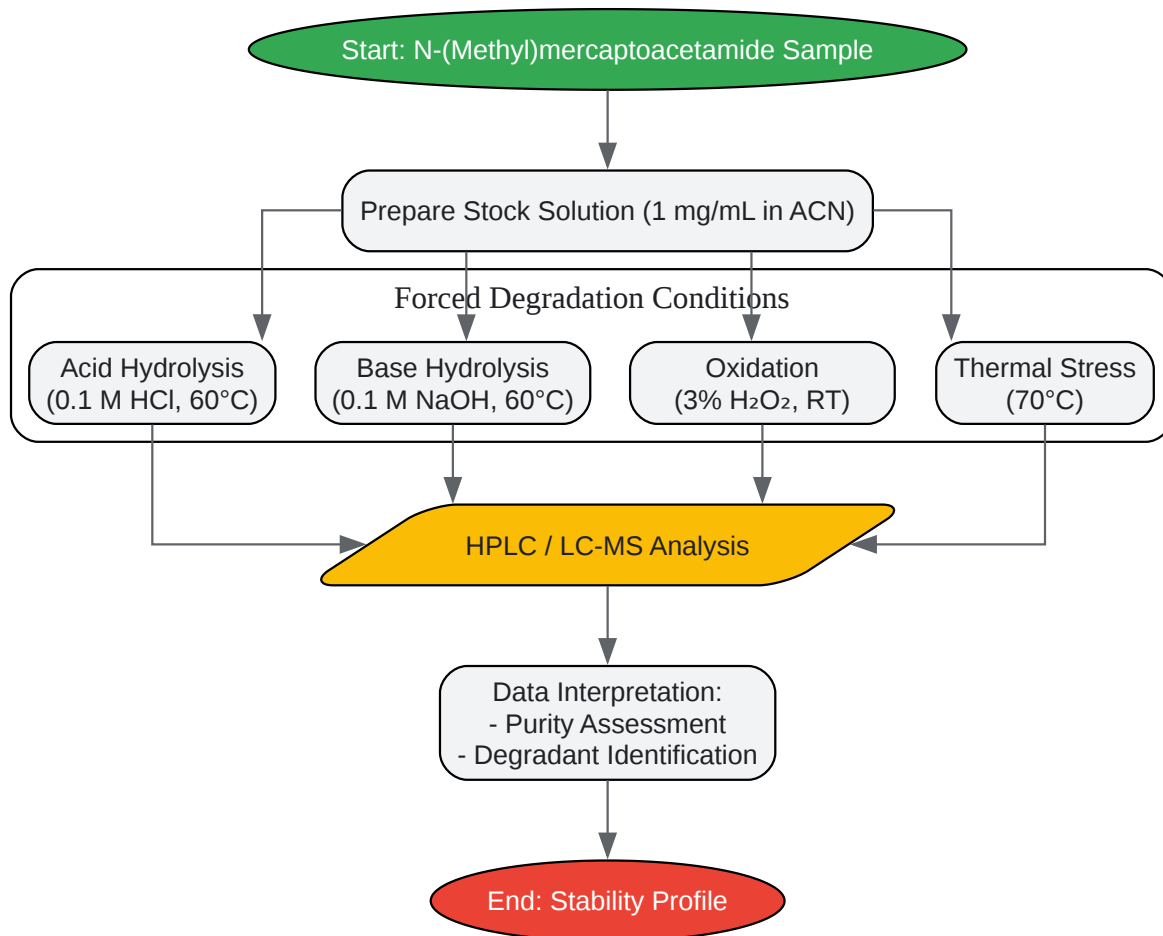 Start: N-(Methyl)mercaptoacetamide Sample
Prepare Stock Solution (1 mg/mL in ACN)
Forced Degradation Conditions
Acid Hydrolysis
(0.1 M HCl, 60°C)
Base Hydrolysis
(0.1 M NaOH, 60°C)
Oxidation
(3% H₂O₂, RT)
Thermal Stress
(70°C)
HPLC / LC-MS Analysis
Data Interpretation:
- Purity Assessment
- Degradant Identification
End: Stability Profile